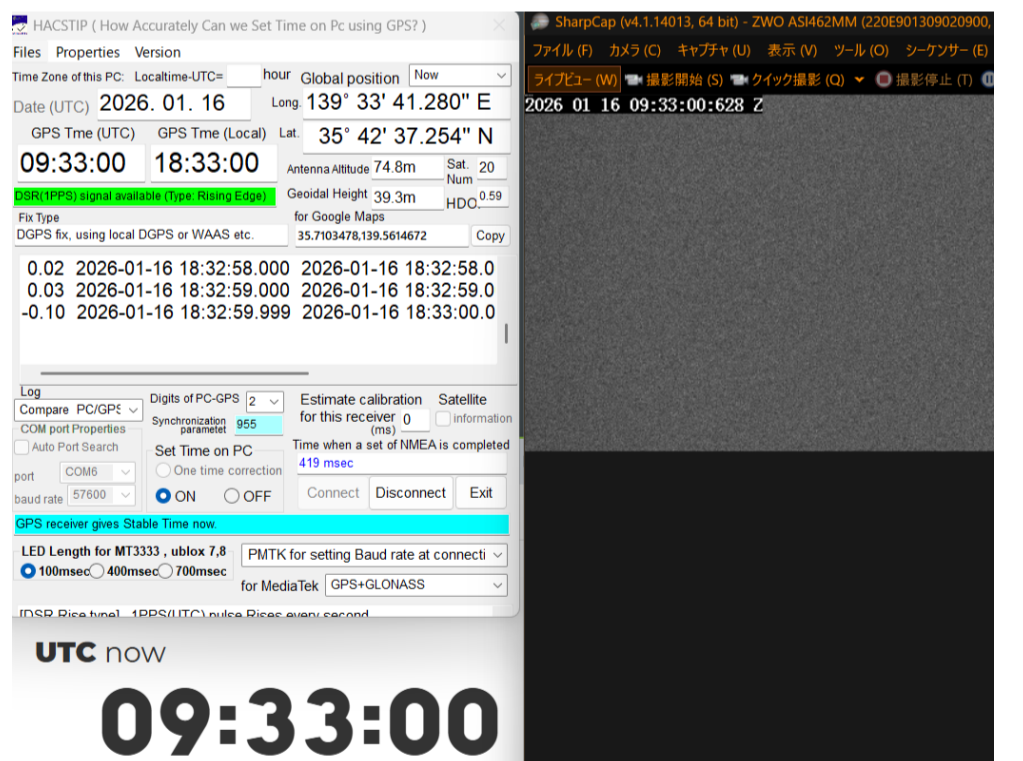 HACSTIP ( How Accurately Can we Set Time on Pc using GPS? )
Files Properties Version
Time Zone of this PC: Localtime-UTC= hour
Global position Now
Date (UTC) 2026. 01. 16
Long. 139° 33' 41.280" E
GPS Tme (UTC) GPS Tme (Local)
Lat. 35° 42' 37.254" N
09:33:00 18:33:00
Antenna Altitude 74.8m Sat. Num 20
DSR(1PPS) signal available (Type: Rising Edge)
Geoidal Height 39.3m HDO. 0.59
Fix Type
for Google Maps
DGPS fix, using local DGPS or WAAS etc.
35.7103478,139.5614672 Copy
0.02 2026-01-16 18:32:58.000 2026-01-16 18:32:58.0
0.03 2026-01-16 18:32:59.000 2026-01-16 18:32:59.0
-0.10 2026-01-16 18:32:59.999 2026-01-16 18:33:00.0
Log
Compare PC/GPS
Digits of PC-GPS 2
Synchronization parametet 955
Estimate calibration for this receiver (ms) 0
Satellite information
COM port Properties
Auto Port Search
port COM6
baud rate 57600
Set Time on PC
One time correction
ON OFF
Time when a set of NMEA is completed
419 msec
Connect Disconnect Exit
GPS receiver gives Stable Time now.
LED Length for MT3333 , ublox 7,8
100msec 400msec 700msec
PMTK for setting Baud rate at connecti
for MediaTek GPS+GLONASS
[DSR Rise type] 1PPS(UTC) pulse Rises every second
UTC now
09:33:00
SharpCap (v4.1.14013, 64 bit) - ZWO ASI462MM (220E901309020900,
ファイル (F) カメラ (C) キャプチャ (U) 表示 (V) ツール (O) シーケンサー (E)
ライブビュー (W) 撮影開始 (S) クイック撮影 (Q) 撮影停止 (T)
2026 01 16 09:33:00:628 Z